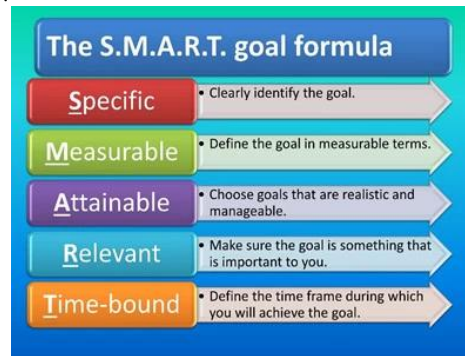 The S.M.A.R.T. goal formula
Specific
• Clearly identify the goal.
Measurable
• Define the goal in measurable terms.
Attainable
• Choose goals that are realistic and
manageable.
Relevant
• Make sure the goal is something that
is important to you.
Time-bound
• Define the time frame during which
you will achieve the goal.